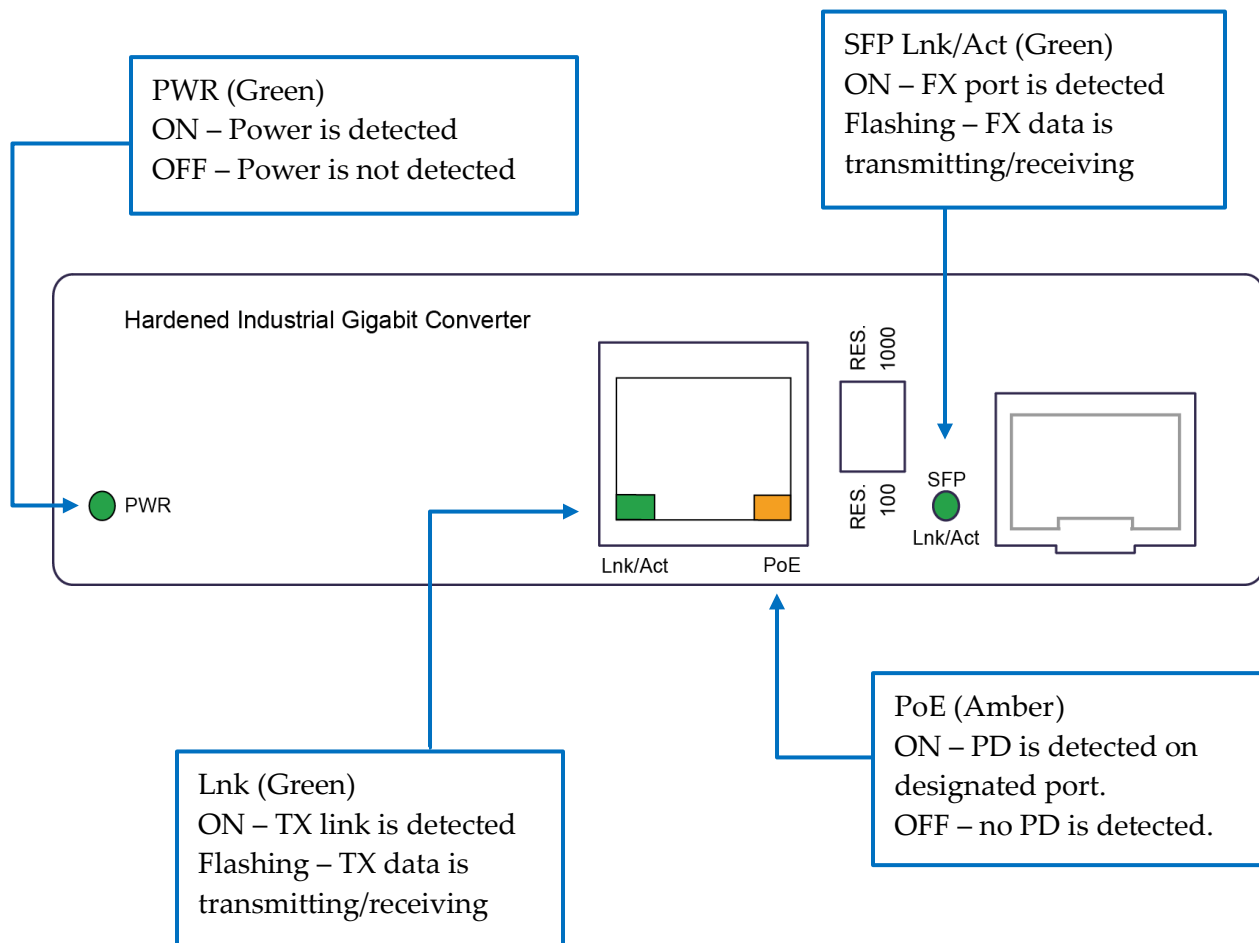 PWR (Green)
ON – Power is detected
OFF – Power is not detected
SFP Lnk/Act (Green)
ON – FX port is detected
Flashing – FX data is
transmitting/receiving
Hardened Industrial Gigabit Converter
RES.
1000
RES.
100
PWR
SFP
Lnk/Act
Lnk/Act
PoE
Lnk (Green)
ON – TX link is detected
Flashing – TX data is
transmitting/receiving
PoE (Amber)
ON – PD is detected on
designated port.
OFF – no PD is detected.